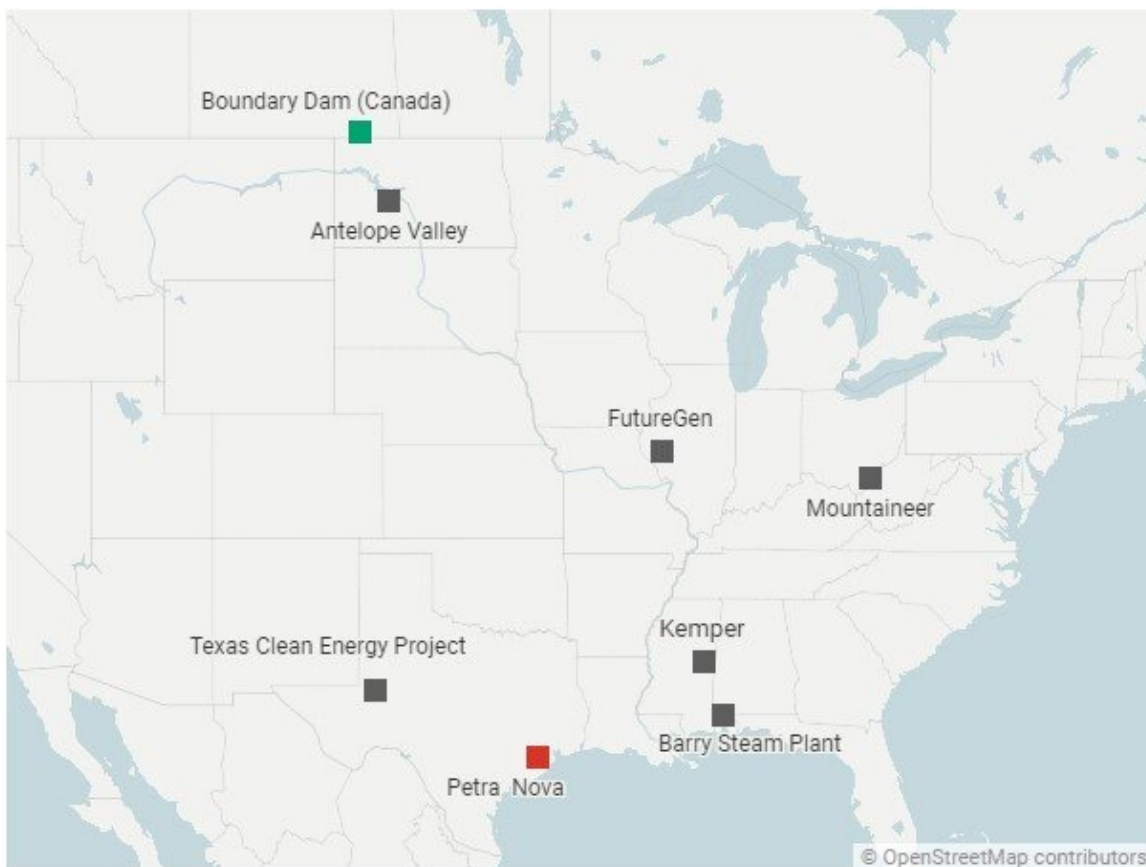 Boundary Dam (Canada)
Antelope Valley
FutureGen
Mountaineer
Kemper
Texas Clean Energy Project
Barry Steam Plant
Petra Nova
© OpenStreetMap contributors